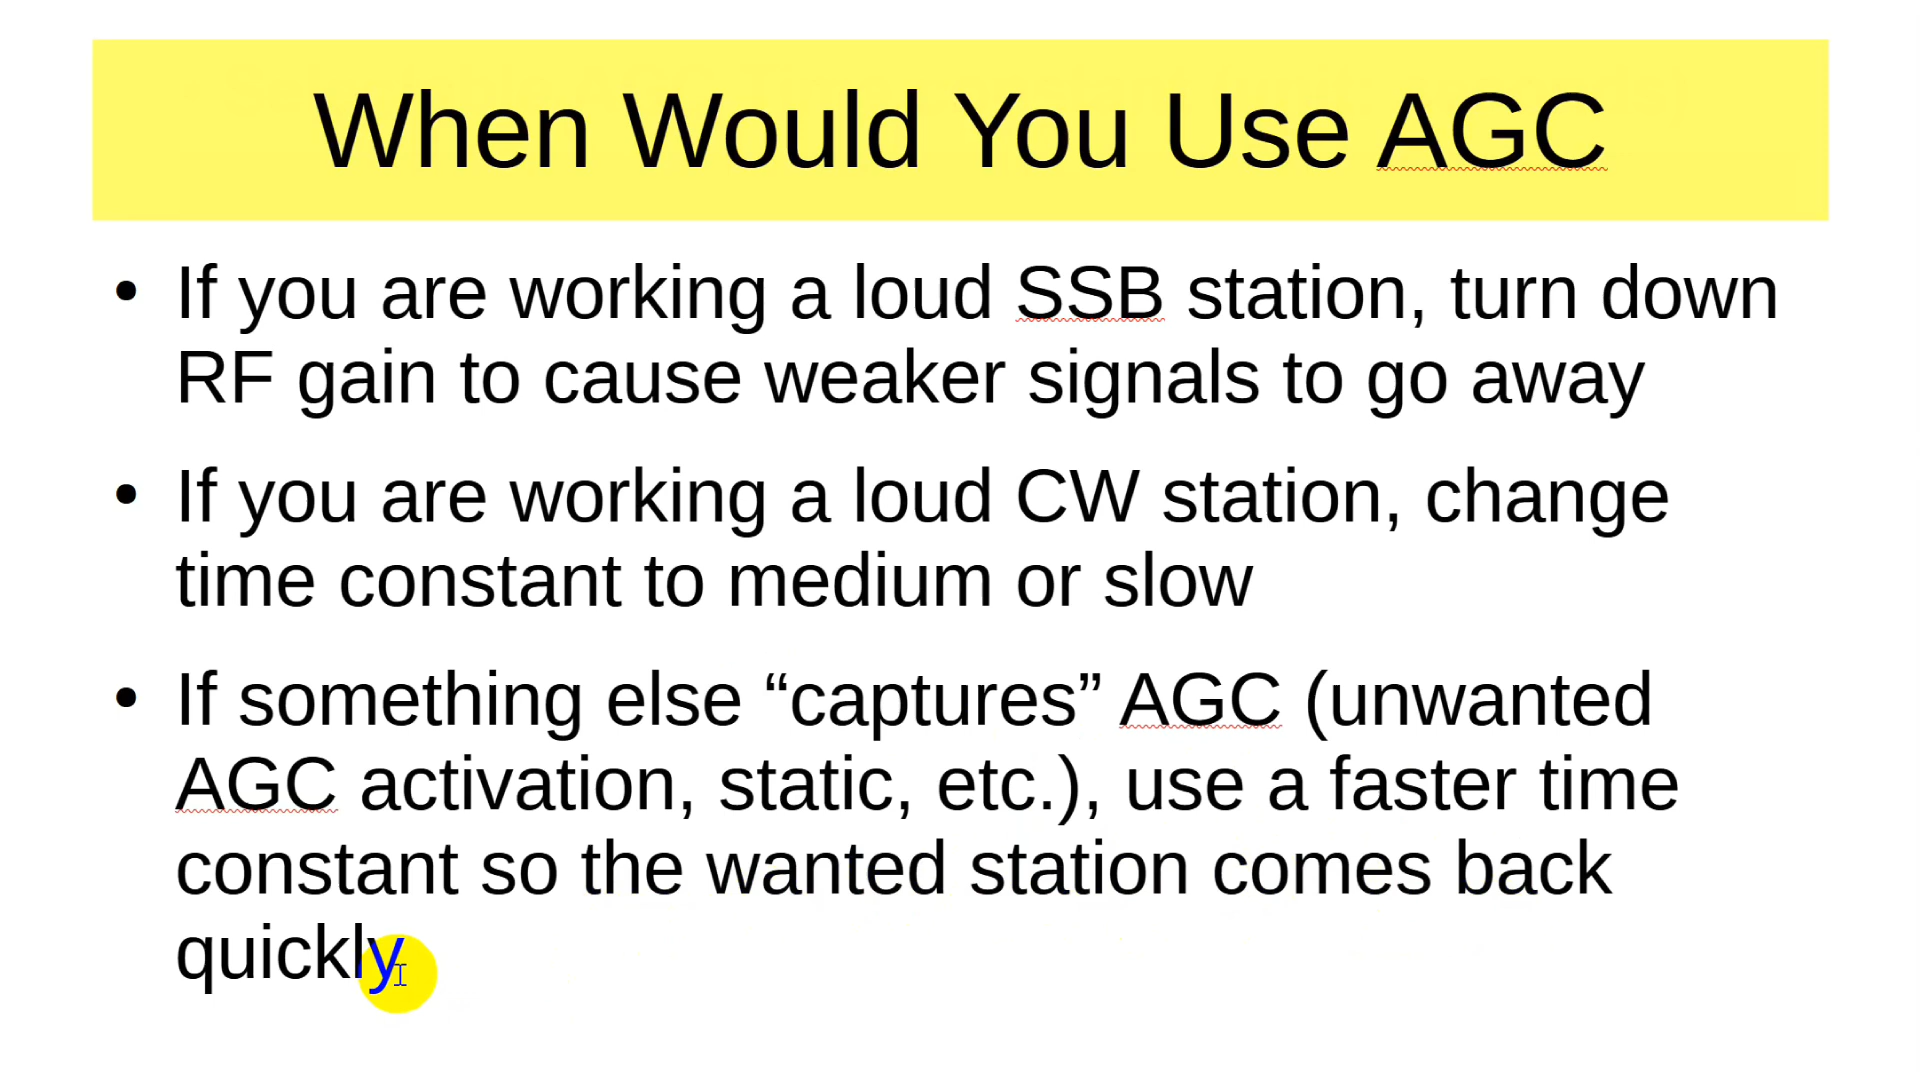 When Would You Use AGC
• If you are working a loud SSB station, turn down
RF gain to cause weaker signals to go away
• If you are working a loud CW station, change
time constant to medium or slow
• If something else “captures” AGC (unwanted
AGC activation, static, etc.), use a faster time
constant so the wanted station comes back
quickly